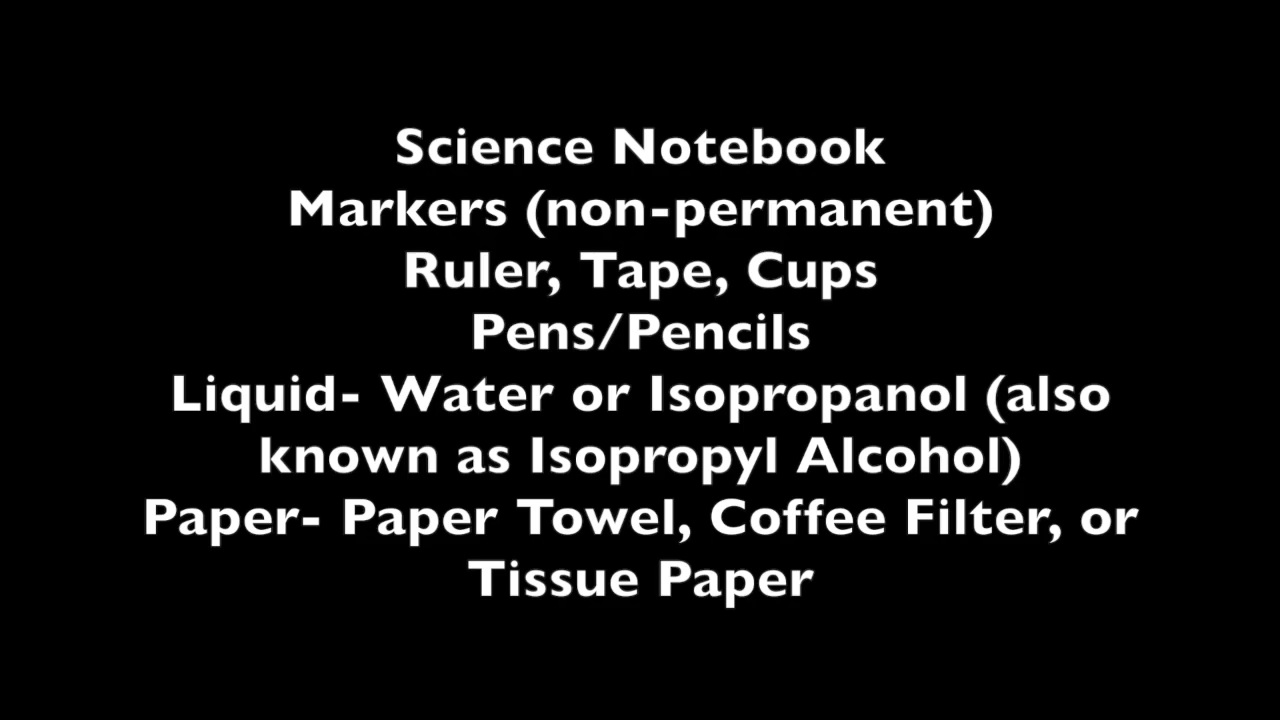 Science Notebook
Markers (non-permanent)
Ruler, Tape, Cups
Pens/Pencils
Liquid- Water or Isopropanol (also
known as Isopropyl Alcohol)
Paper- Paper Towel, Coffee Filter, or
Tissue Paper